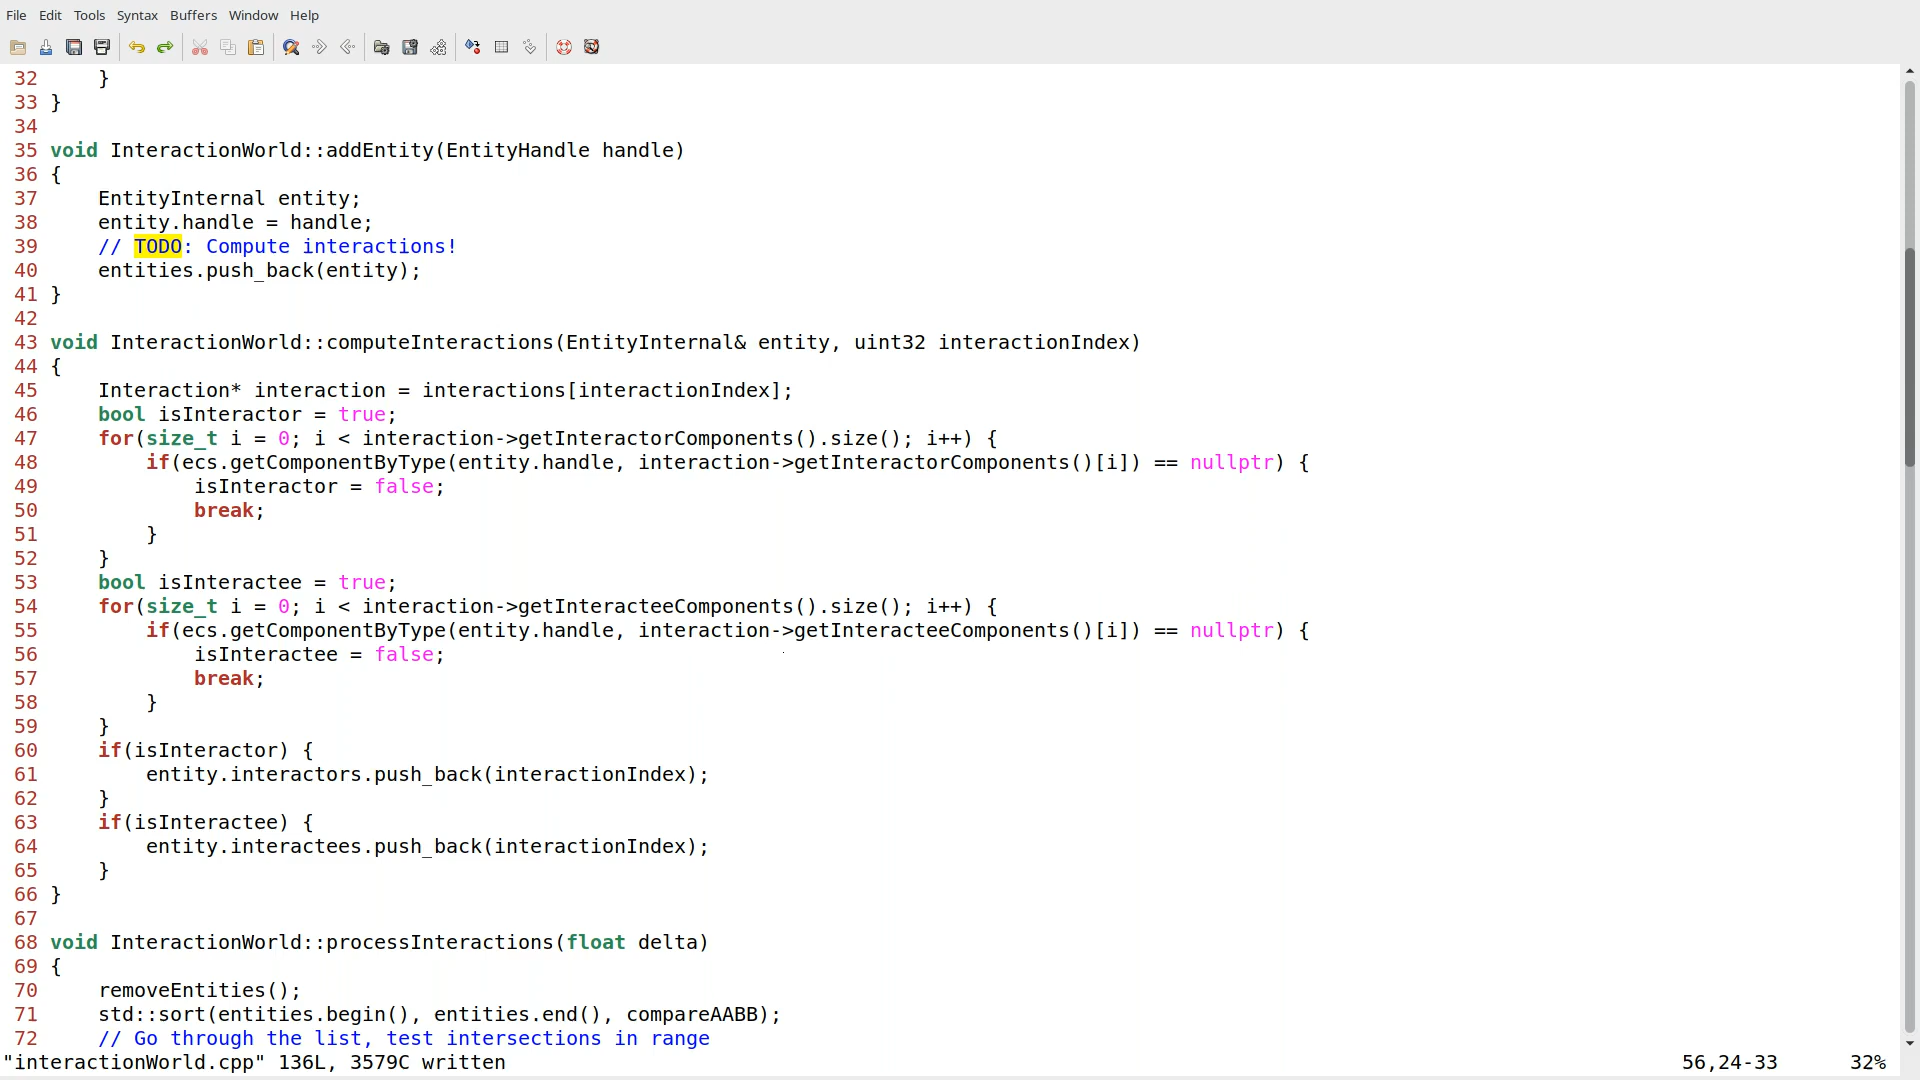 File Edit Tools Syntax Buffers Window Help
32     }
33 }
34
35 void InteractionWorld::addEntity(EntityHandle handle)
36 {
37     EntityInternal entity;
38     entity.handle = handle;
39     // TODO: Compute interactions!
40     entities.push_back(entity);
41 }
42
43 void InteractionWorld::computeInteractions(EntityInternal& entity, uint32 interactionIndex)
44 {
45     Interaction* interaction = interactions[interactionIndex];
46     bool isInteractor = true;
47     for(size_t i = 0; i < interaction->getInteractorComponents().size(); i++) {
48         if(ecs.getComponentByType(entity.handle, interaction->getInteractorComponents()[i]) == nullptr) {
49             isInteractor = false;
50             break;
51         }
52     }
53     bool isInteractee = true;
54     for(size_t i = 0; i < interaction->getInteracteeComponents().size(); i++) {
55         if(ecs.getComponentByType(entity.handle, interaction->getInteracteeComponents()[i]) == nullptr) {
56             isInteractee = false;
57             break;
58         }
59     }
60     if(isInteractor) {
61         entity.interactors.push_back(interactionIndex);
62     }
63     if(isInteractee) {
64         entity.interactees.push_back(interactionIndex);
65     }
66 }
67
68 void InteractionWorld::processInteractions(float delta)
69 {
70     removeEntities();
71     std::sort(entities.begin(), entities.end(), compareAABB);
72     // Go through the list, test intersections in range
"interactionWorld.cpp" 136L, 3579C written 56,24-33 32%